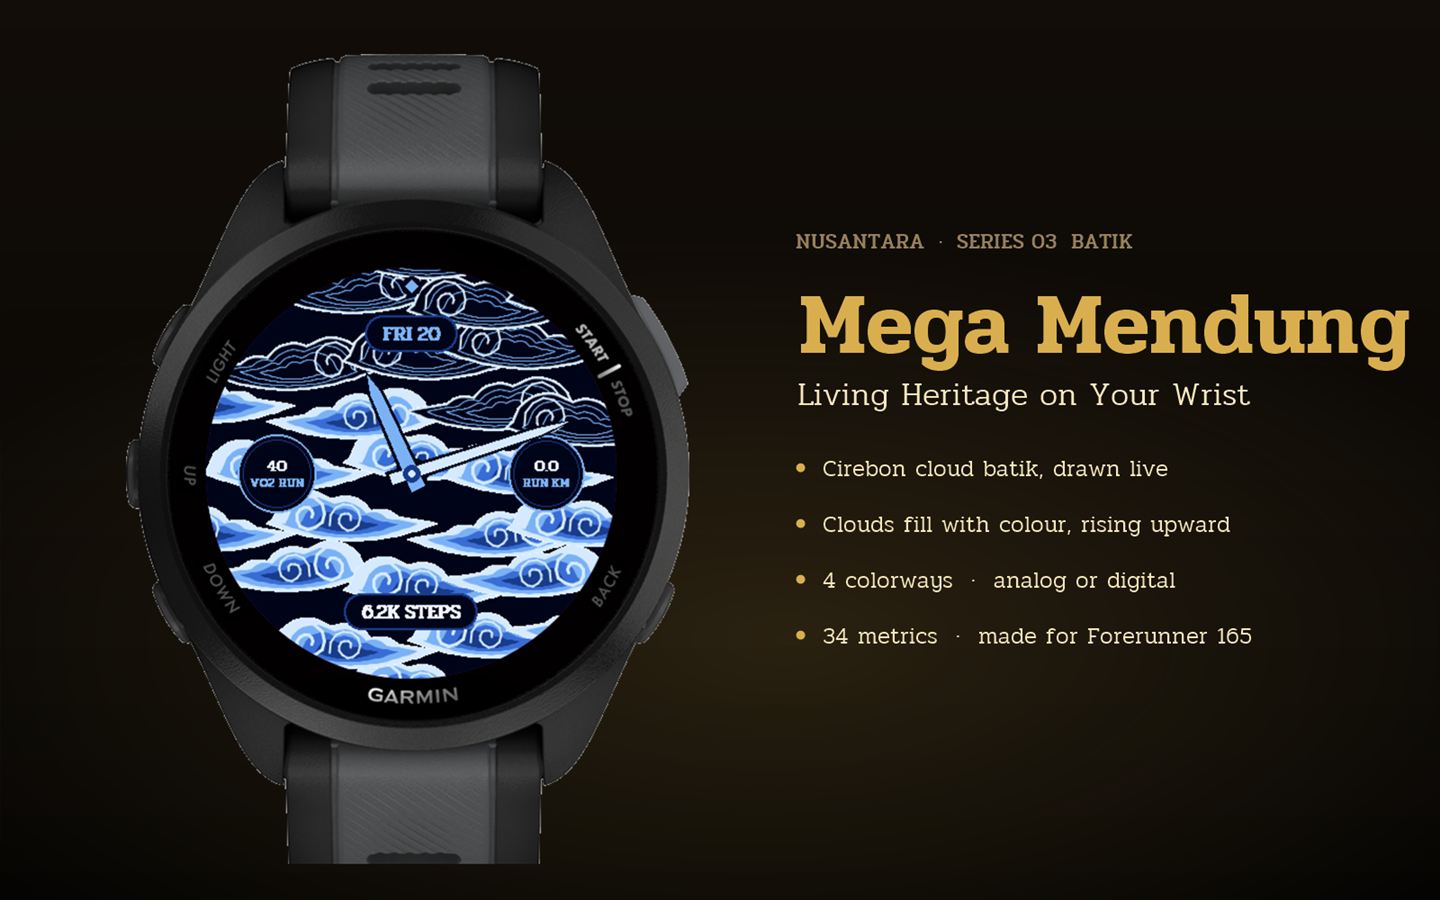 NUSANTARA · SERIES 03 BATIK
Mega Mendung
Living Heritage on Your Wrist
• Cirebon cloud batik, drawn live
• Clouds fill with colour, rising upward
• 4 colorways · analog or digital
• 34 metrics · made for Forerunner 165
FRI 20
LIGHT
START
STOP
UP
40
VO2 RUN
0.0
RUN KM
DOWN
BACK
6.2K STEPS
GARMIN